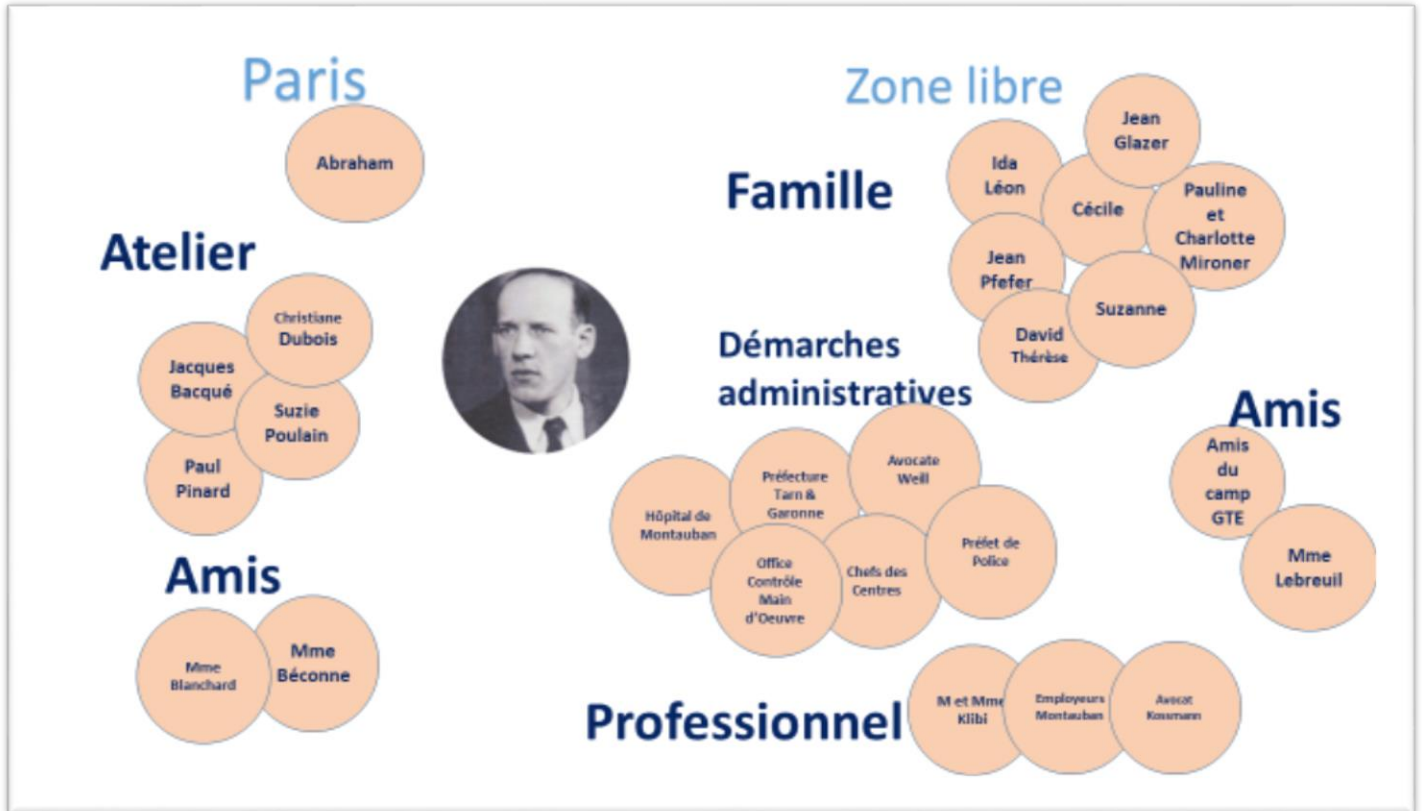 Paris
Abraham
Atelier
Christiane
Dubois
Jacques
Bacqué
Suzie
Poulain
Paul
Pinard
Amis
Mme
Blanchard
Mme
Béconne
Zone libre
Famille
Jean
Glazer
Ida
Léon
Cécile
Pauline
et
Charlotte
Mironer
Jean
Pfefer
Suzanne
David
Thérèse
Démarches
administratives
Hôpital de
Montauban
Préfecture
Tarn &
Garonne
Avocate
Weill
Office
Contrôle
Main
d'Oeuvre
Chefs des
Centres
Préfet de
Police
Amis
Amis
du
camp
GTE
Mme
Lebreuil
Professionnel
M et Mme
Klibi
Employeurs
Montauban
Avocat
Kossmann